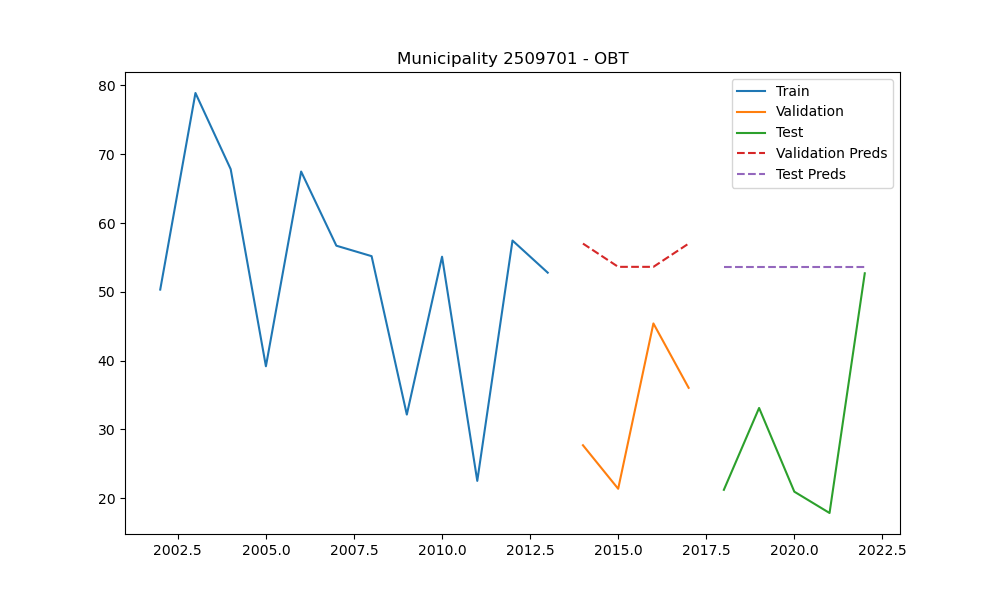 Municipality 2509701 - OBT
Train
Validation
Test
Validation Preds
Test Preds
80
70
60
50
40
30
20
2002.5 2005.0 2007.5 2010.0 2012.5 2015.0 2017.5 2020.0 2022.5